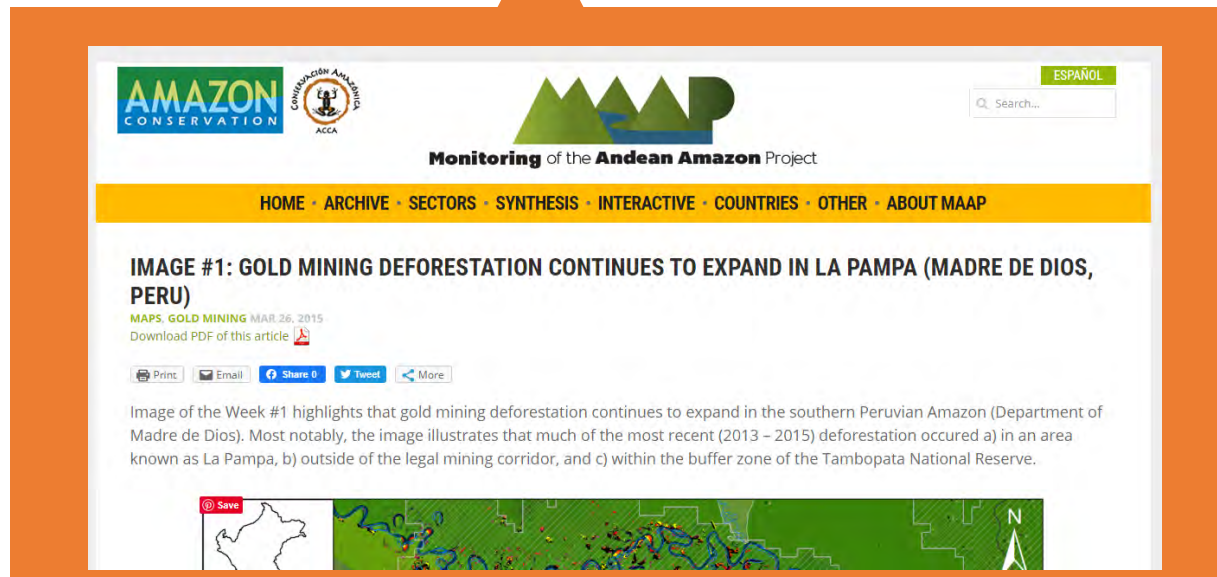 AMAZON
CONSERVATION
CONSERVACIÓN AMAZÓNICA
ACCA
MAAP
Monitoring of the Andean Amazon Project
ESPAÑOL
Search...
HOME • ARCHIVE • SECTORS • SYNTHESIS • INTERACTIVE • COUNTRIES • OTHER • ABOUT MAAP
IMAGE #1: GOLD MINING DEFORESTATION CONTINUES TO EXPAND IN LA PAMPA (MADRE DE DIOS,
PERU)
MAPS, GOLD MINING MAR 26, 2015
Download PDF of this article
Print Email Share 0 Tweet More
Image of the Week #1 highlights that gold mining deforestation continues to expand in the southern Peruvian Amazon (Department of
Madre de Dios). Most notably, the image illustrates that much of the most recent (2013 – 2015) deforestation occured a) in an area
known as La Pampa, b) outside of the legal mining corridor, and c) within the buffer zone of the Tambopata National Reserve.
Save
N